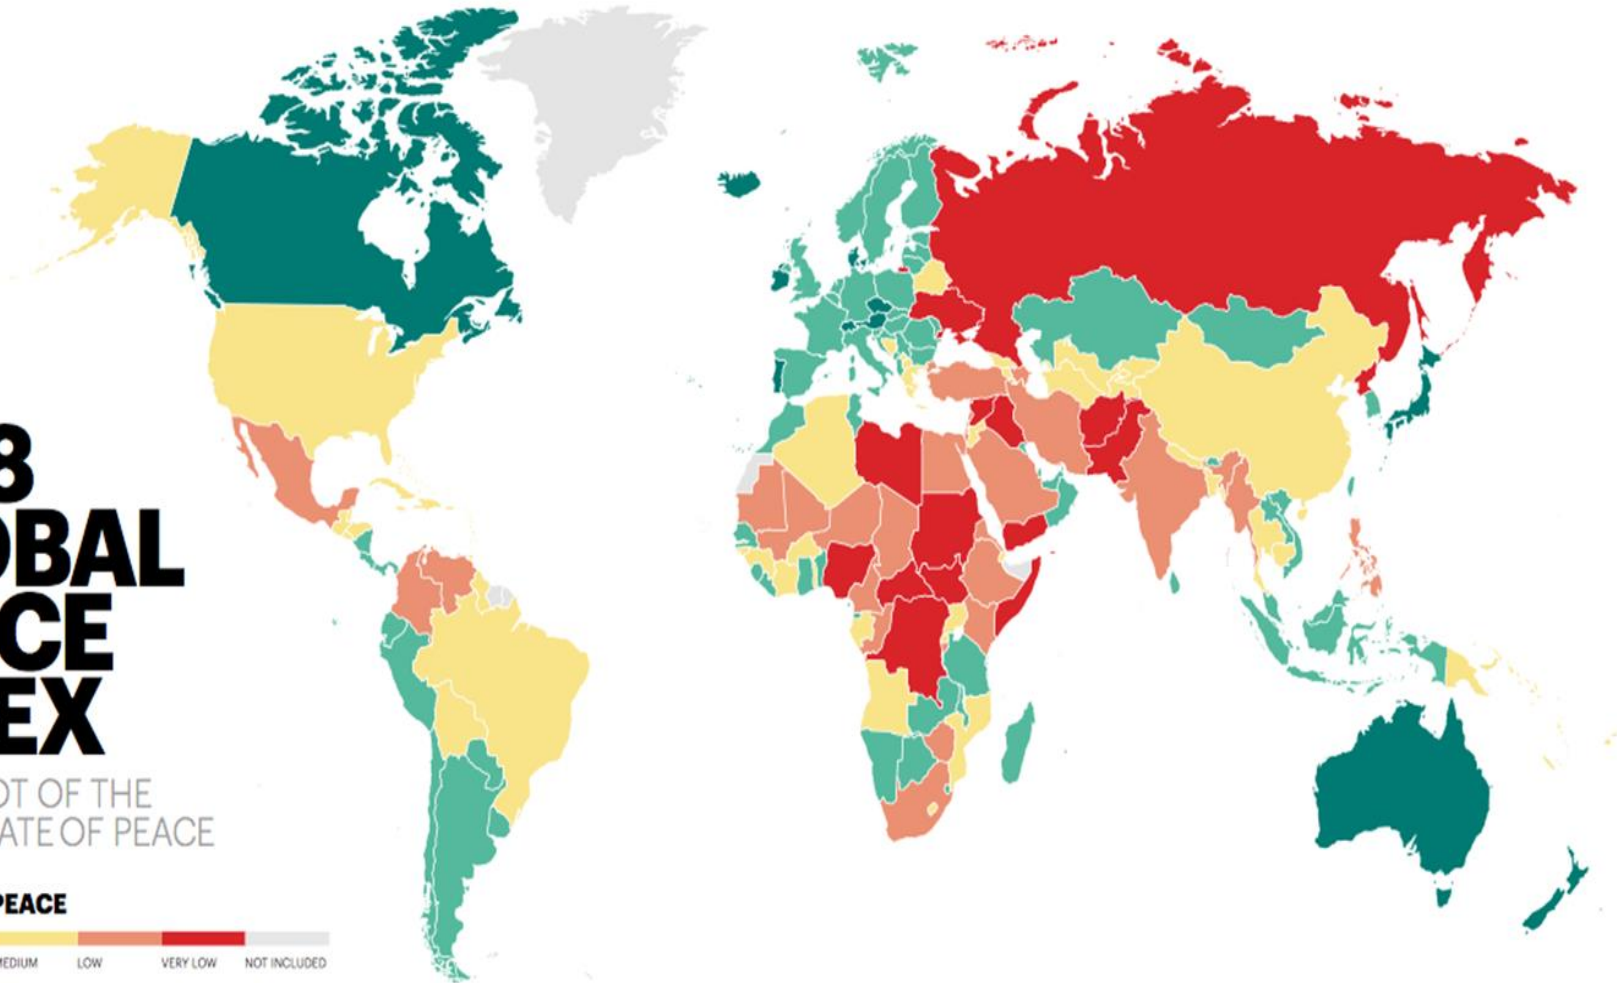 8
OBAL
CE
EX
OT OF THE
ATE OF PEACE
PEACE
MEDIUM LOW VERY LOW NOT INCLUDED